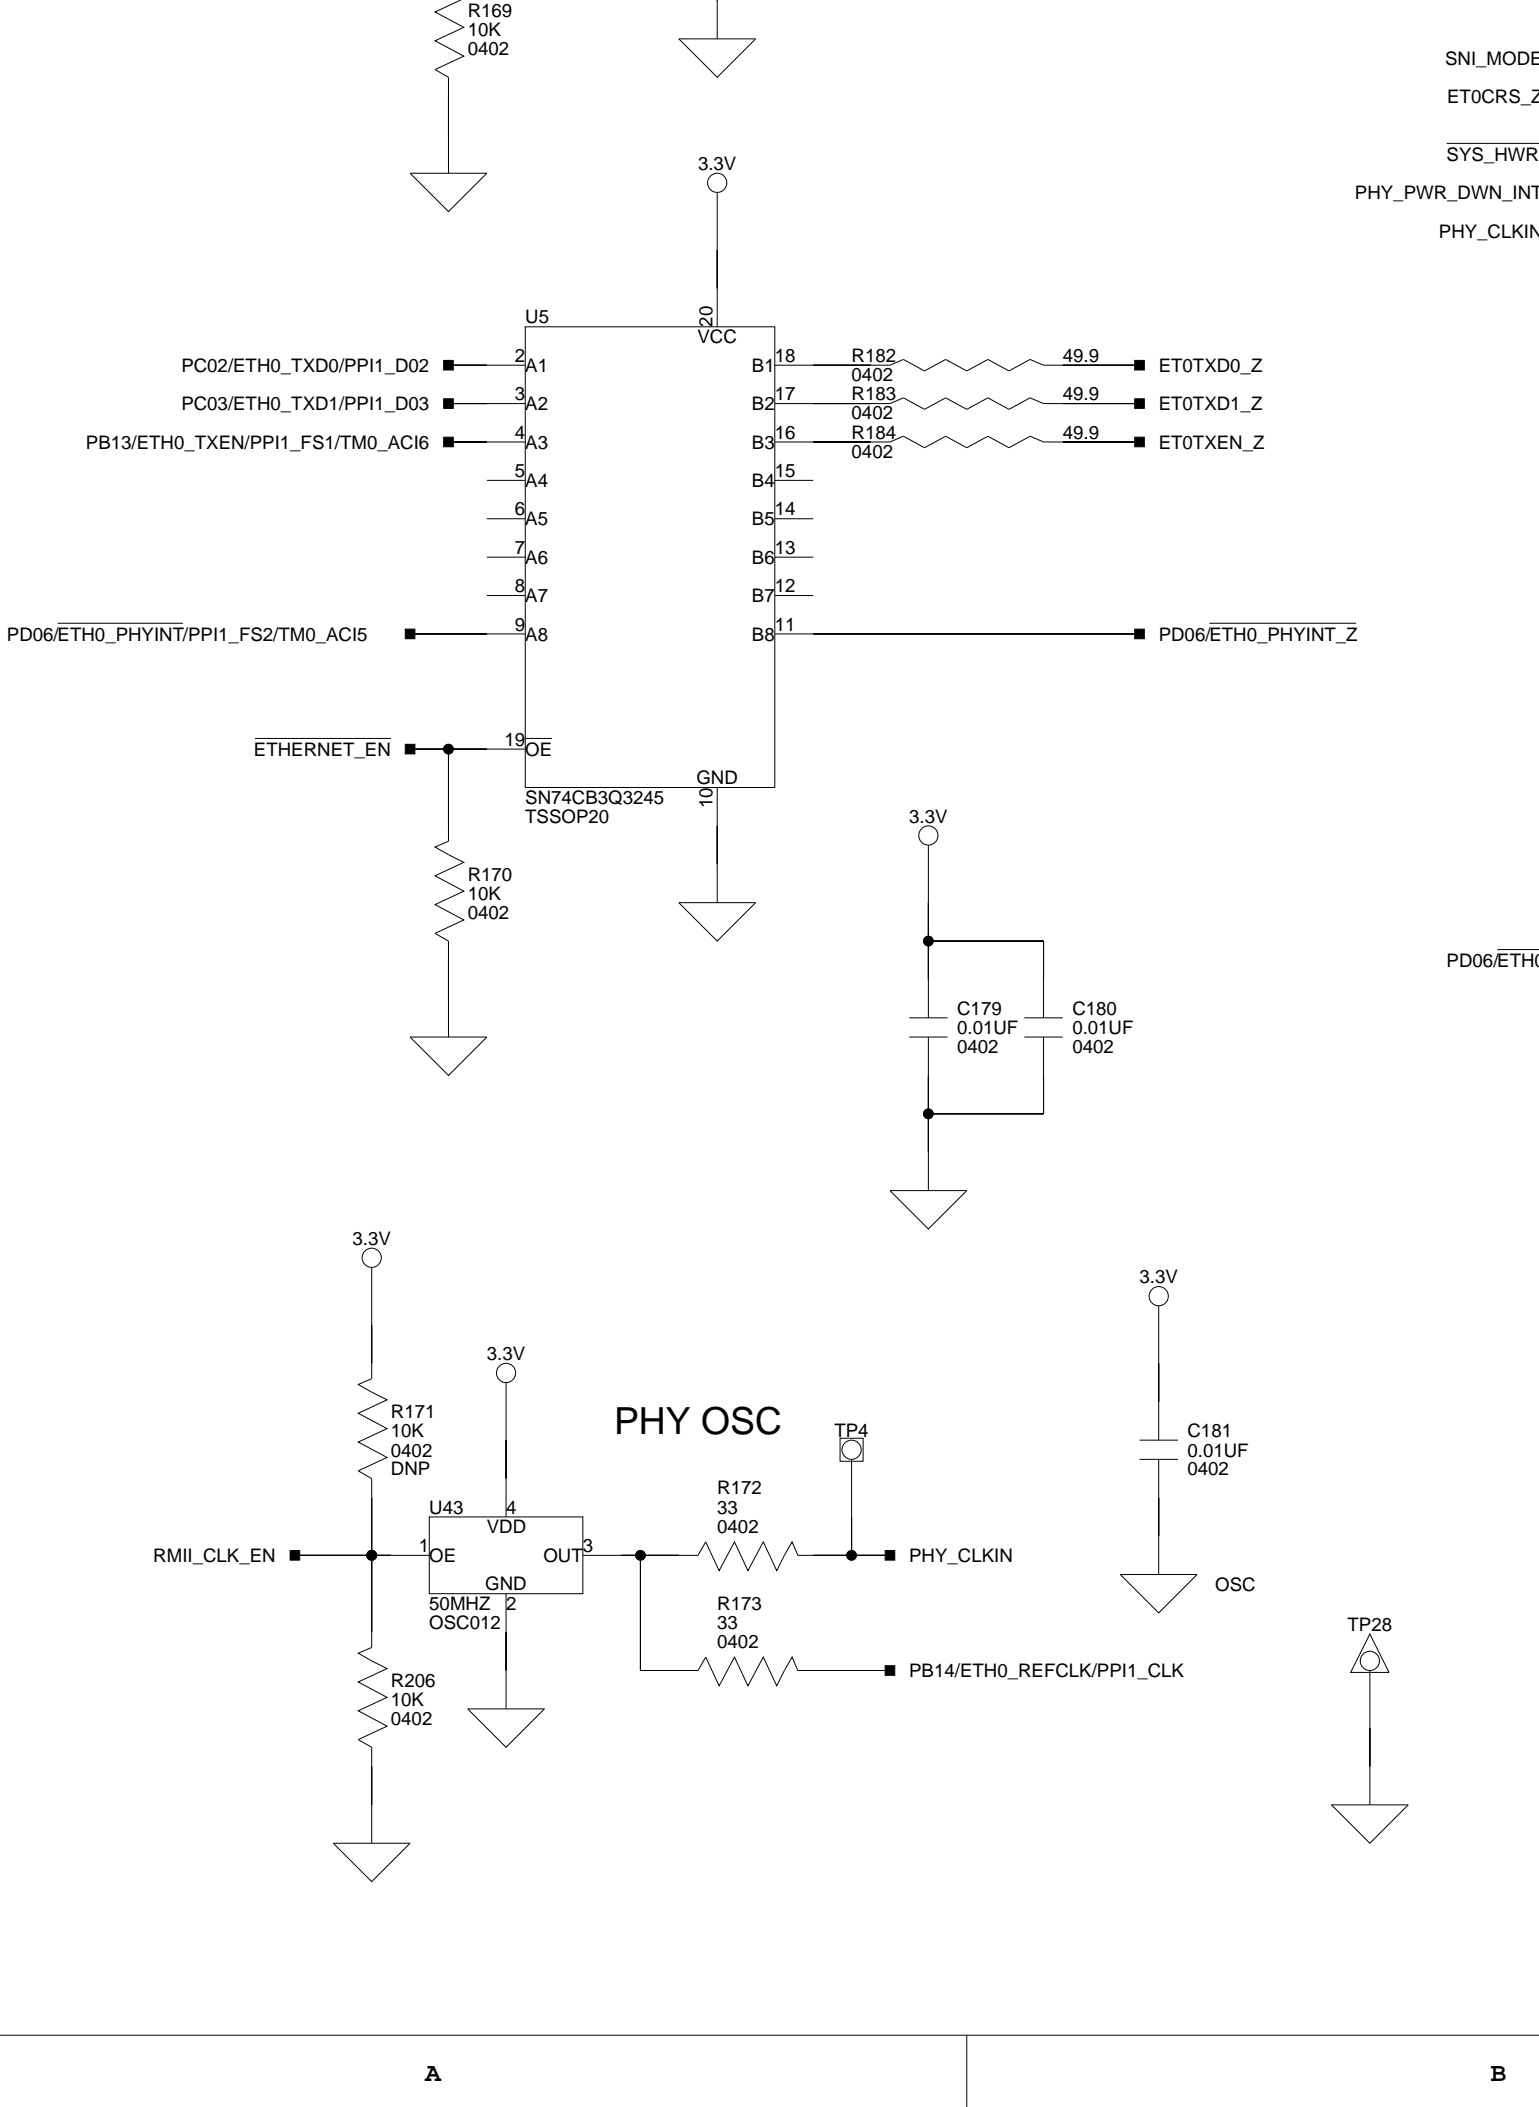 R169
10K
0402
SNI_MODE
ET0CRS_Z
SYS_HWR
PHY_PWR_DWN_INT
PHY_CLKIN
3.3V
U5
20
VCC
PC02/ETH0_TXD0/PPI1_D02
2
A1
B1
18
R182
0402
49.9
ET0TXD0_Z
PC03/ETH0_TXD1/PPI1_D03
3
A2
B2
17
R183
0402
49.9
ET0TXD1_Z
PB13/ETH0_TXEN/PPI1_FS1/TM0_ACI6
4
A3
B3
16
R184
0402
49.9
ET0TXEN_Z
5
A4
B4
15
6
A5
B5
14
7
A6
B6
13
8
A7
B7
12
PD06/ETH0_PHYINT/PPI1_FS2/TM0_ACI5
9
A8
B8
11
PD06/ETH0_PHYINT_Z
ETHERNET_EN
19
OE
GND
10
SN74CB3Q3245
TSSOP20
R170
10K
0402
3.3V
PD06/ETH0
C179
0.01UF
0402
C180
0.01UF
0402
3.3V
3.3V
3.3V
R171
10K
0402
DNP
PHY OSC
TP4
C181
0.01UF
0402
OSC
R172
33
0402
U43
4
VDD
RMII_CLK_EN
1
OE
OUT
3
PHY_CLKIN
GND
2
50MHZ
OSC012
R173
33
0402
PB14/ETH0_REFCLK/PPI1_CLK
TP28
R206
10K
0402
A
B